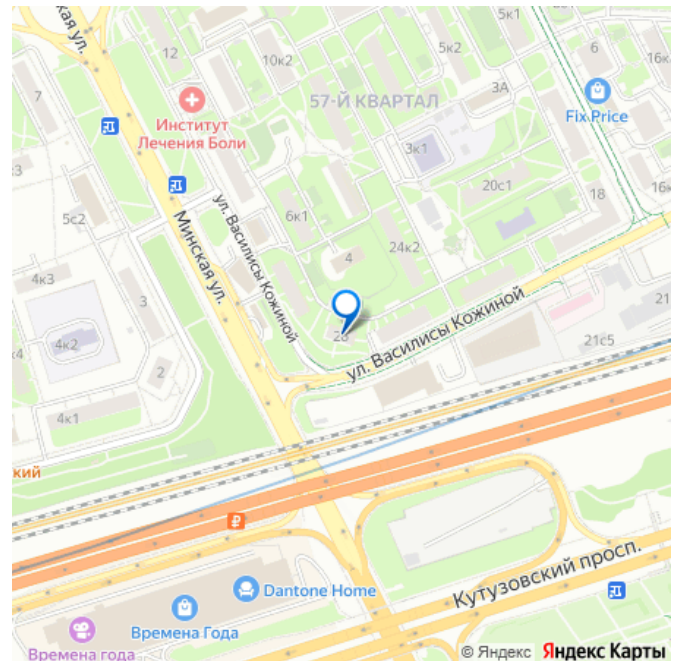 ская ул.
12
10к2
5к1
5к2
6
16к
7
57-Й КВАРТАЛ
3А
Fix Price
Институт
Лечения Боли
3к1
20с1
18
16к
5с2
Минская ул.
ул. Василисы Кожиной
6к1
24к2
4
4к3
3
28
ул. Василисы Кожиной
21
21с5
к4
4к2
2
4к1
ский
₽
Кутузовский просп.
Dantone Home
Времена Года
Времена года
© Яндекс Яндекс Карты